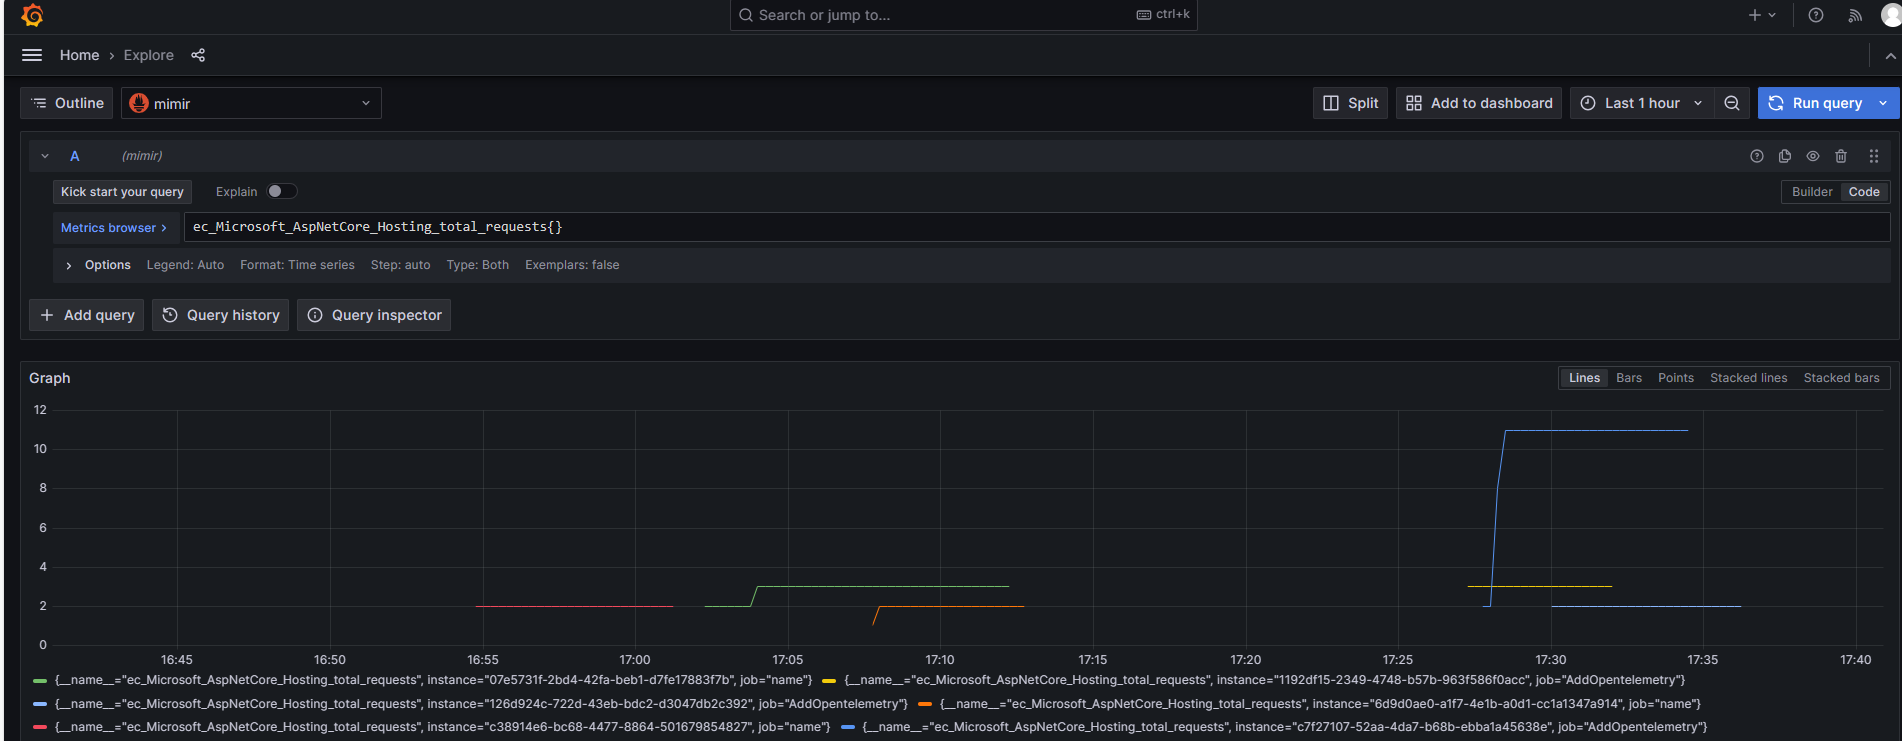 Search or jump to... ctrl+k
Home › Explore
Outline mimir Split Add to dashboard Last 1 hour Run query
A (mimir)
Kick start your query Explain Builder Code
Metrics browser > ec_Microsoft_AspNetCore_Hosting_total_requests{}
> Options Legend: Auto Format: Time series Step: auto Type: Both Exemplars: false
+ Add query Query history Query inspector
Graph Lines Bars Points Stacked lines Stacked bars
12
10
8
6
4
2
0
16:45 16:50 16:55 17:00 17:05 17:10 17:15 17:20 17:25 17:30 17:35 17:40
{__name__="ec_Microsoft_AspNetCore_Hosting_total_requests", instance="07e5731f-2bd4-42fa-beb1-d7fe17883f7b", job="name"} {__name__="ec_Microsoft_AspNetCore_Hosting_total_requests", instance="1192df15-2349-4748-b57b-963f586f0acc", job="AddOpentelemetry"}
{__name__="ec_Microsoft_AspNetCore_Hosting_total_requests", instance="126d924c-722d-43eb-bdc2-d3047db2c392", job="AddOpentelemetry"} {__name__="ec_Microsoft_AspNetCore_Hosting_total_requests", instance="6d9d0ae0-a1f7-4e1b-a0d1-cc1a1347a914", job="name"}
{__name__="ec_Microsoft_AspNetCore_Hosting_total_requests", instance="c38914e6-bc68-4477-8864-501679854827", job="name"} {__name__="ec_Microsoft_AspNetCore_Hosting_total_requests", instance="c7f27107-52aa-4da7-b68b-ebba1a45638e", job="AddOpentelemetry"}